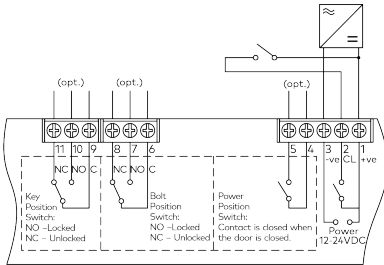 (opt.) (opt.) (opt.)
11 10 9 8 7 6 5 4 3 2 1
-ve CL +ve
NC NO C NC NO C
Key
Position
Switch:
NO –Locked
NC – Unlocked
Bolt
Position
Switch:
NO –Locked
NC – Unlocked
Power
Position
Switch:
Contact is closed when
the door is closed.
Power
12-24VDC